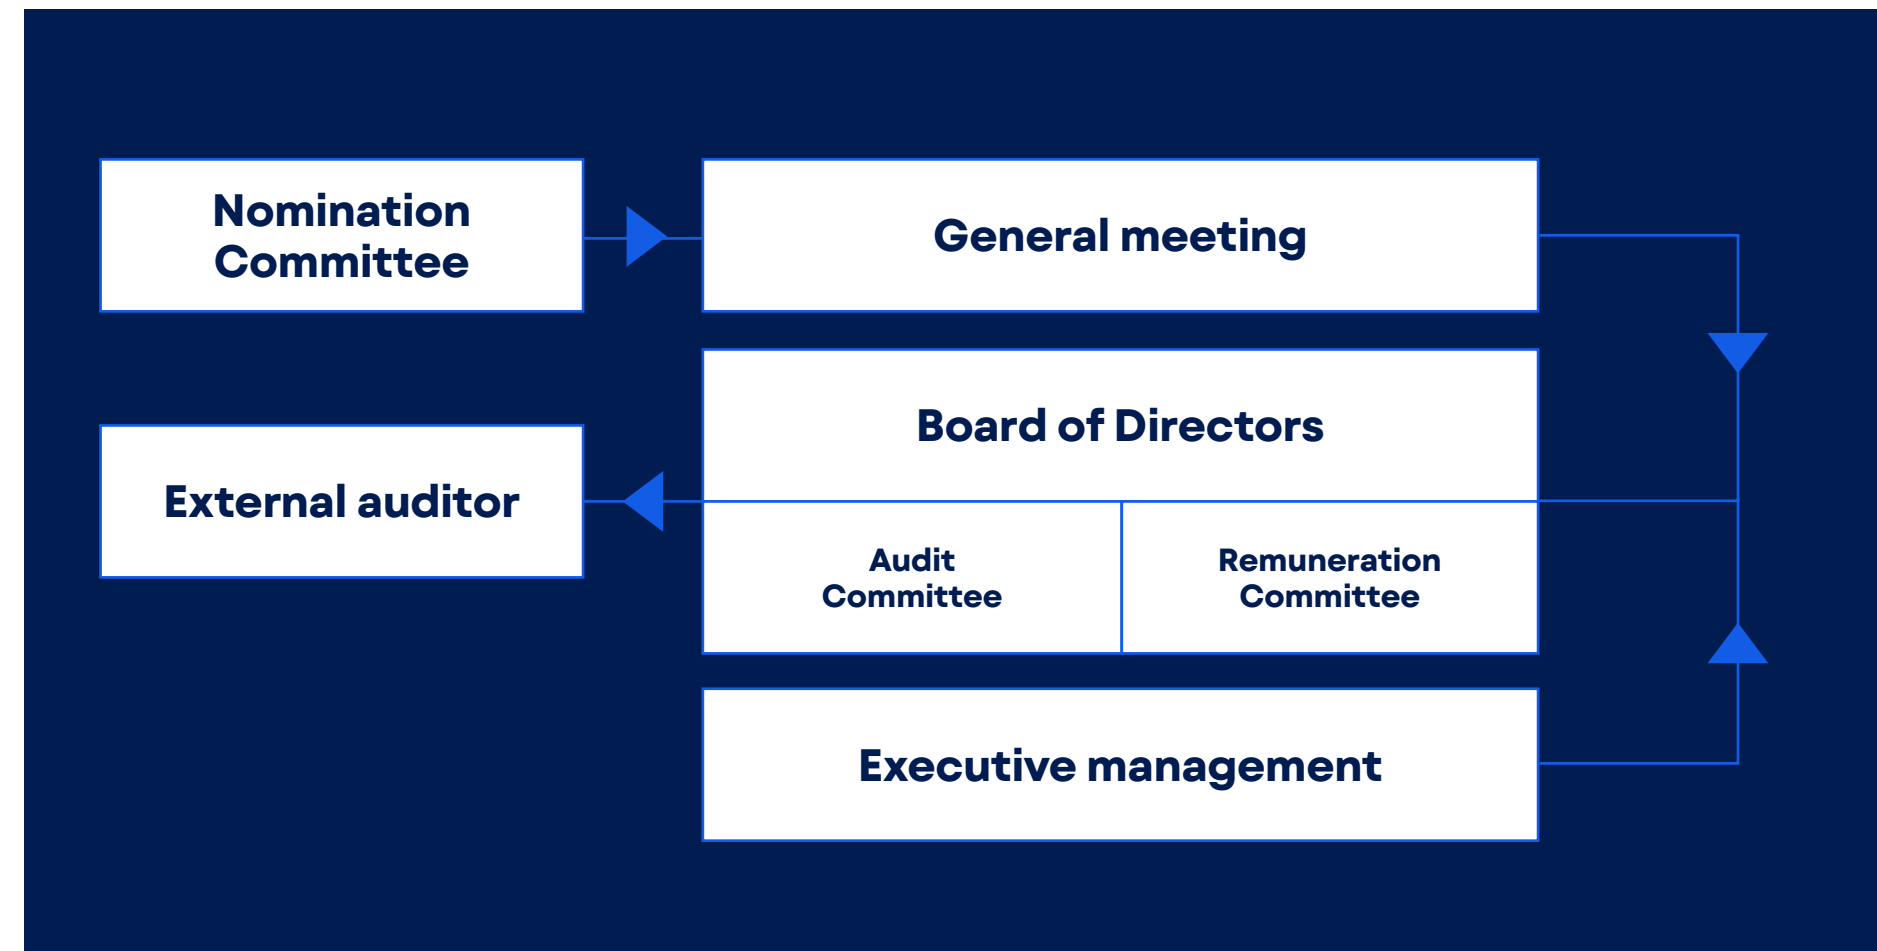 Nomination
Committee
General meeting
Board of Directors
External auditor
Audit
Committee
Remuneration
Committee
Executive management